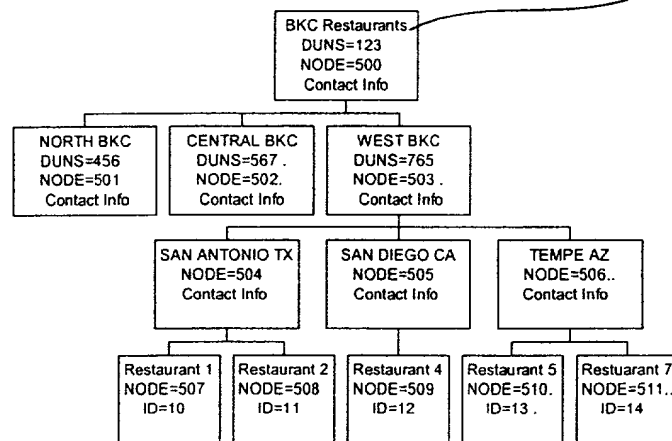 BKC Restaurants
DUNS=123
NODE=500
Contact Info
NORTH BKC
DUNS=456
NODE=501
Contact Info
CENTRAL BKC
DUNS=567 .
NODE=502.
Contact Info
WEST BKC
DUNS=765
NODE=503 .
Contact Info
SAN ANTONIO TX
NODE=504
Contact Info
SAN DIEGO CA
NODE=505
Contact Info
TEMPE AZ
NODE=506..
Contact Info
Restaurant 1
NODE=507
ID=10
Restaurant 2
NODE=508
ID=11
Restaurant 4
NODE=509
ID=12
Restaurant 5
NODE=510.
ID=13 .
Restuarant 7
NODE=511..
ID=14